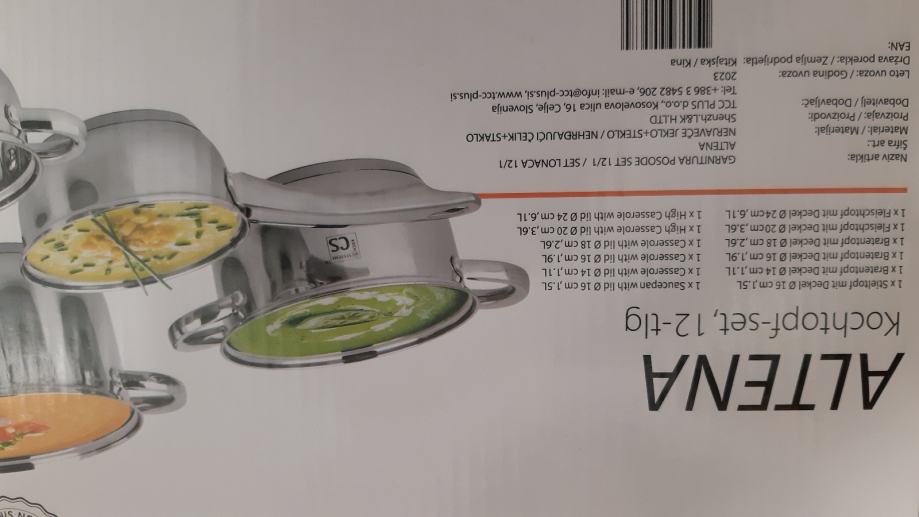 ALTENA
Kochtopf-set, 12-tlg
1 x Stieltopf mit Deckel Ø 16 cm,1.5L
1 x Bratentopf mit Deckel Ø 14 cm,1.1L
1 x Bratentopf mit Deckel Ø 16 cm,1.9L
1 x Bratentopf mit Deckel Ø 18 cm,2.6L
1 x Fleischtopf mit Deckel Ø 20cm,3.6L
1 x Fleischtopf mit Deckel Ø 24cm,6.1L
1 x Saucepan with lid Ø 16 cm,1.5L
1 x Casserole with lid Ø 14 cm,1.1L
1 x Casserole with lid Ø 16 cm,1.9L
1 x Casserole with lid Ø 18 cm,2.6L
1 x High Casserole with lid Ø 20 cm,3.6L
1 x High Casserole with lid Ø 24 cm,6.1L
Naziv artikla: GARNITURA POSODE SET 12/1 / SET LONACA 12/1
Šifra art.: ALTENA
Material: / Materijal: NERJAVEČE JEKLO+STEKLO / NEHRĐAJUĆI ČELIK+STAKLO
Proizvaja: / Proizvodi: Shenzh.L&K H.LTD
Dobavitelj / Dobavljač: TCC PLUS d.o.o., Kosovelova ulica 16, Celje, Slovenija
Tel: +386 3 5482 206, e-mail: info@tcc-plus.si, www.tcc-plus.si
Leto uvoza: / Godina uvoza: 2023
Država porekla: / Zemlja podrijetla: Kitajska / Kina
EAN:
CS